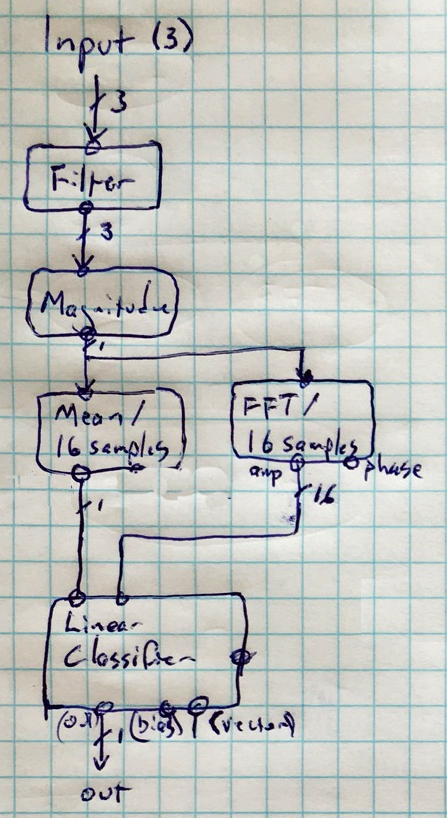 Input (3)
3
Filter
3
Magnitude
1
Mean/
16 samples
FFT/
16 samples
amp
phase
1
16
Linear
Classifier
(out)
1
(bias)
(vector)
out